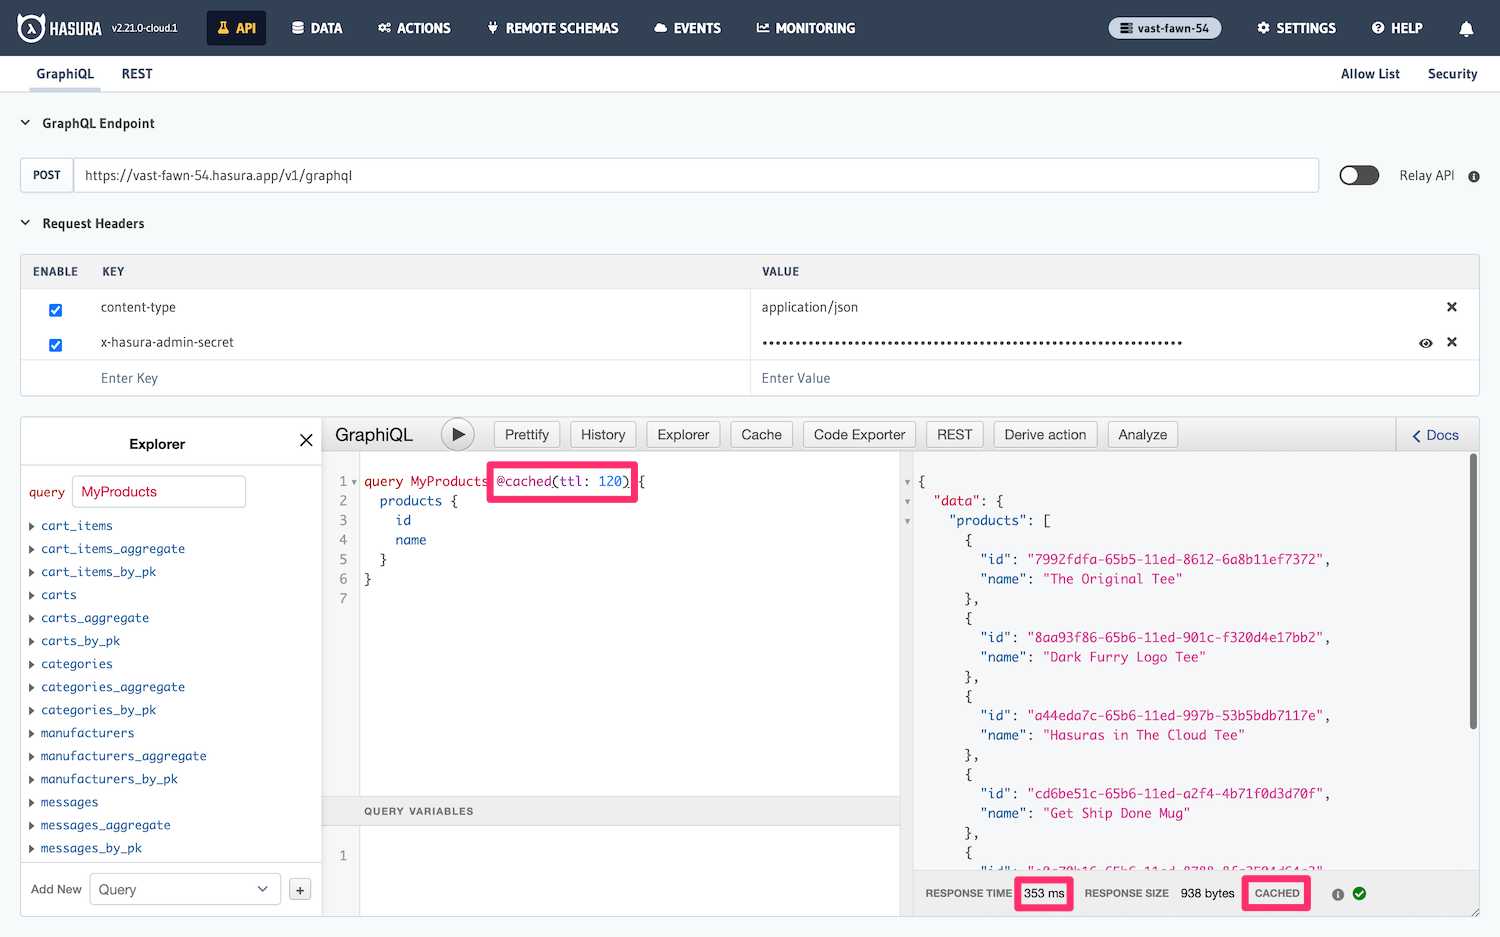 HASURA v2.21.0-cloud.1 API DATA ACTIONS REMOTE SCHEMAS EVENTS MONITORING vast-fawn-54 SETTINGS HELP
GraphiQL REST Allow List Security
GraphQL Endpoint
POST https://vast-fawn-54.hasura.app/v1/graphql Relay API
Request Headers
ENABLE KEY VALUE
content-type application/json
x-hasura-admin-secret ••••••••••••••••••••••••••••••••••••••••••••••••••••••••••••••••
Enter Key Enter Value
Explorer
query MyProducts
cart_items
cart_items_aggregate
cart_items_by_pk
carts
carts_aggregate
carts_by_pk
categories
categories_aggregate
categories_by_pk
manufacturers
manufacturers_aggregate
manufacturers_by_pk
messages
messages_aggregate
messages_by_pk
Add New Query +
GraphiQL Prettify History Explorer Cache Code Exporter REST Derive action Analyze Docs
1 query MyProducts @cached(ttl: 120) {
2 products {
3 id
4 name
5 }
6 }
7
QUERY VARIABLES
1
{
"data": {
"products": [
{
"id": "7992fdfa-65b5-11ed-8612-6a8b11ef7372",
"name": "The Original Tee"
},
{
"id": "8aa93f86-65b6-11ed-901c-f320d4e17bb2",
"name": "Dark Furry Logo Tee"
},
{
"id": "a44eda7c-65b6-11ed-997b-53b5bdb7117e",
"name": "Hasuras in The Cloud Tee"
},
{
"id": "cd6be51c-65b6-11ed-a2f4-4b71f0d3d70f",
"name": "Get Ship Done Mug"
},
{
RESPONSE TIME 353 ms RESPONSE SIZE 938 bytes CACHED